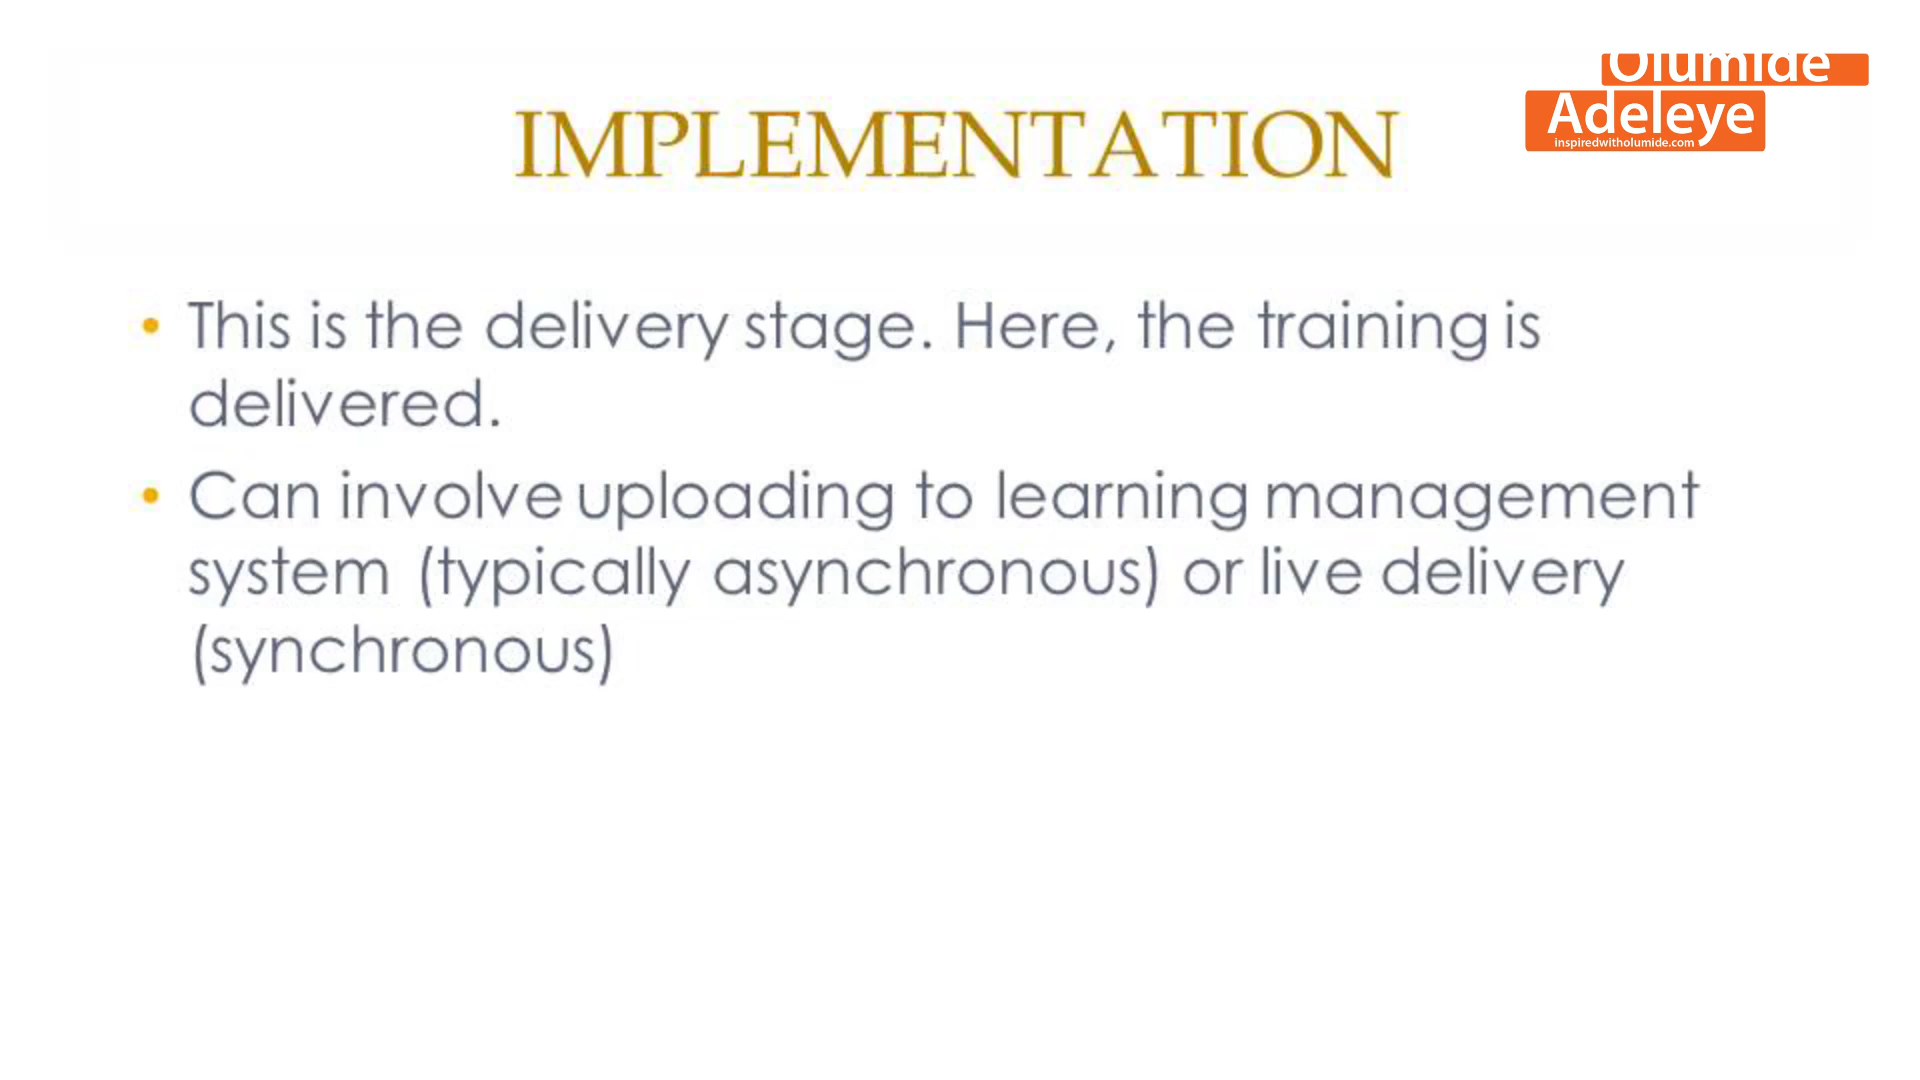 Olumide
Adeleye
inspiredwitholumide.com
IMPLEMENTATION
• This is the delivery stage. Here, the training is
delivered.
• Can involve uploading to learning management
system (typically asynchronous) or live delivery
(synchronous)